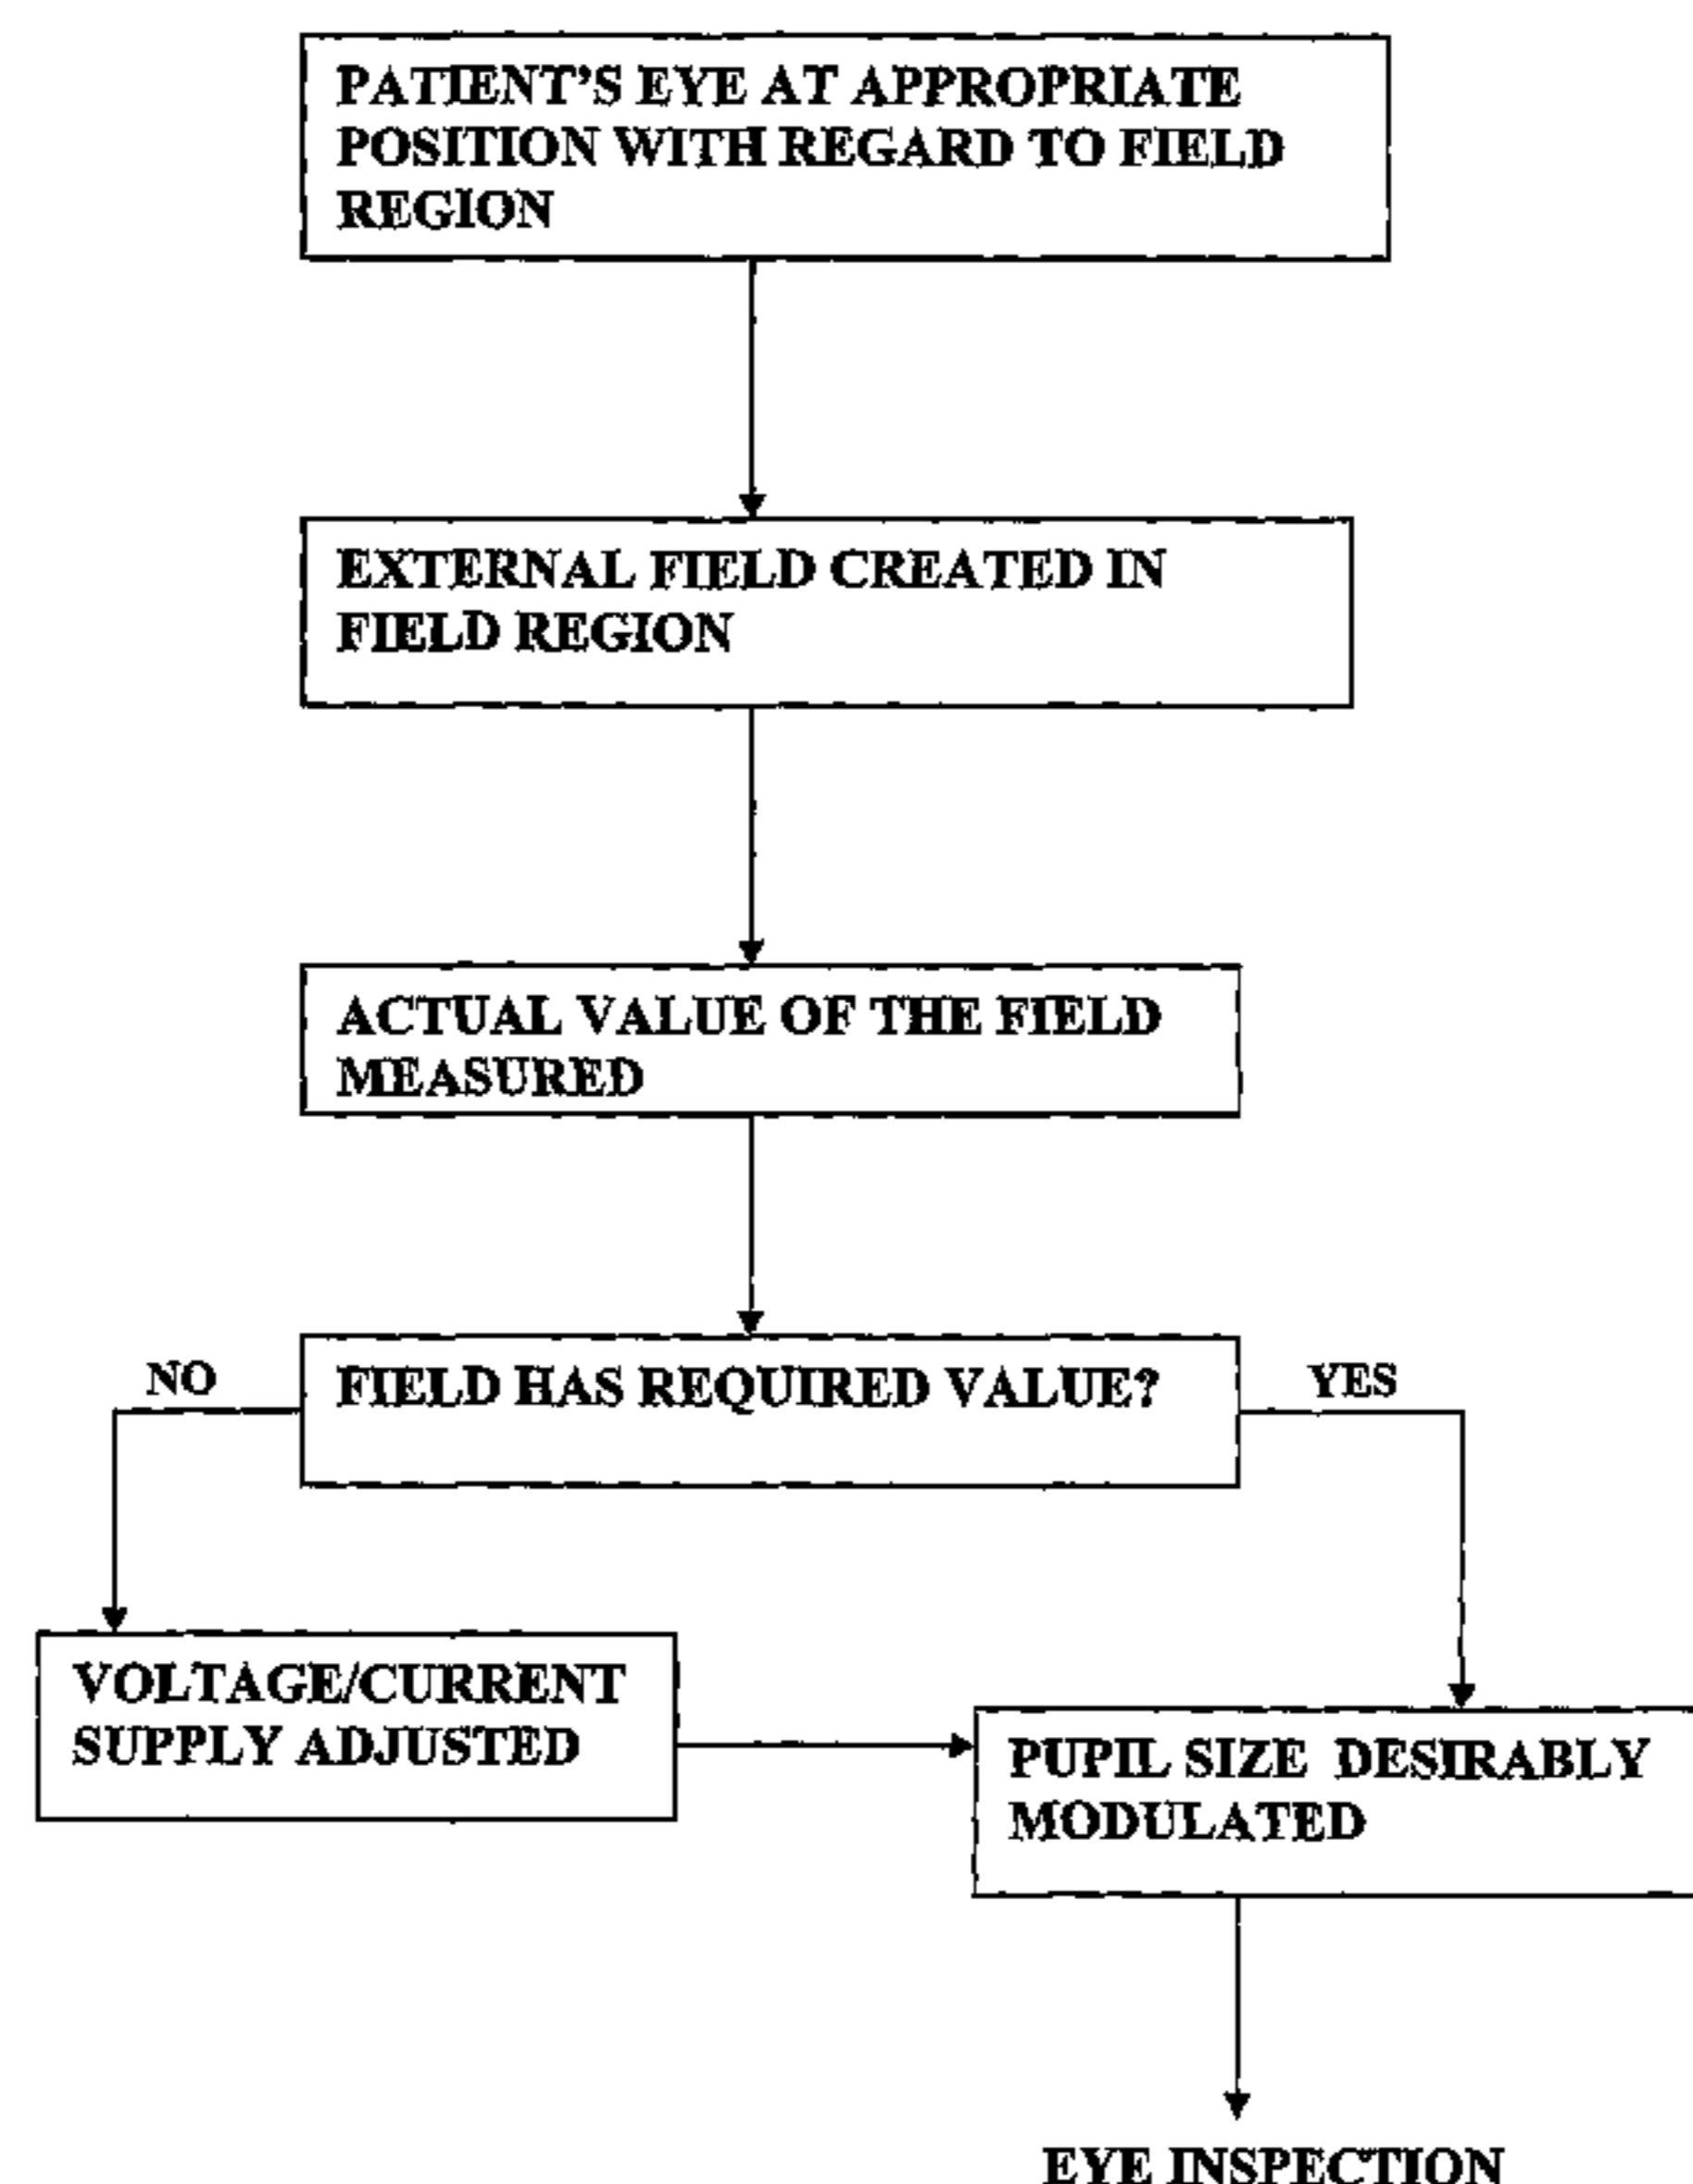 PATIENT'S EYE AT APPROPRIATE
POSITION WITH REGARD TO FIELD
REGION
EXTERNAL FIELD CREATED IN
FIELD REGION
ACTUAL VALUE OF THE FIELD
MEASURED
NO
FIELD HAS REQUIRED VALUE?
YES
VOLTAGE/CURRENT
SUPPLY ADJUSTED
PUPIL SIZE DESIRABLY
MODULATED
EYE INSPECTION